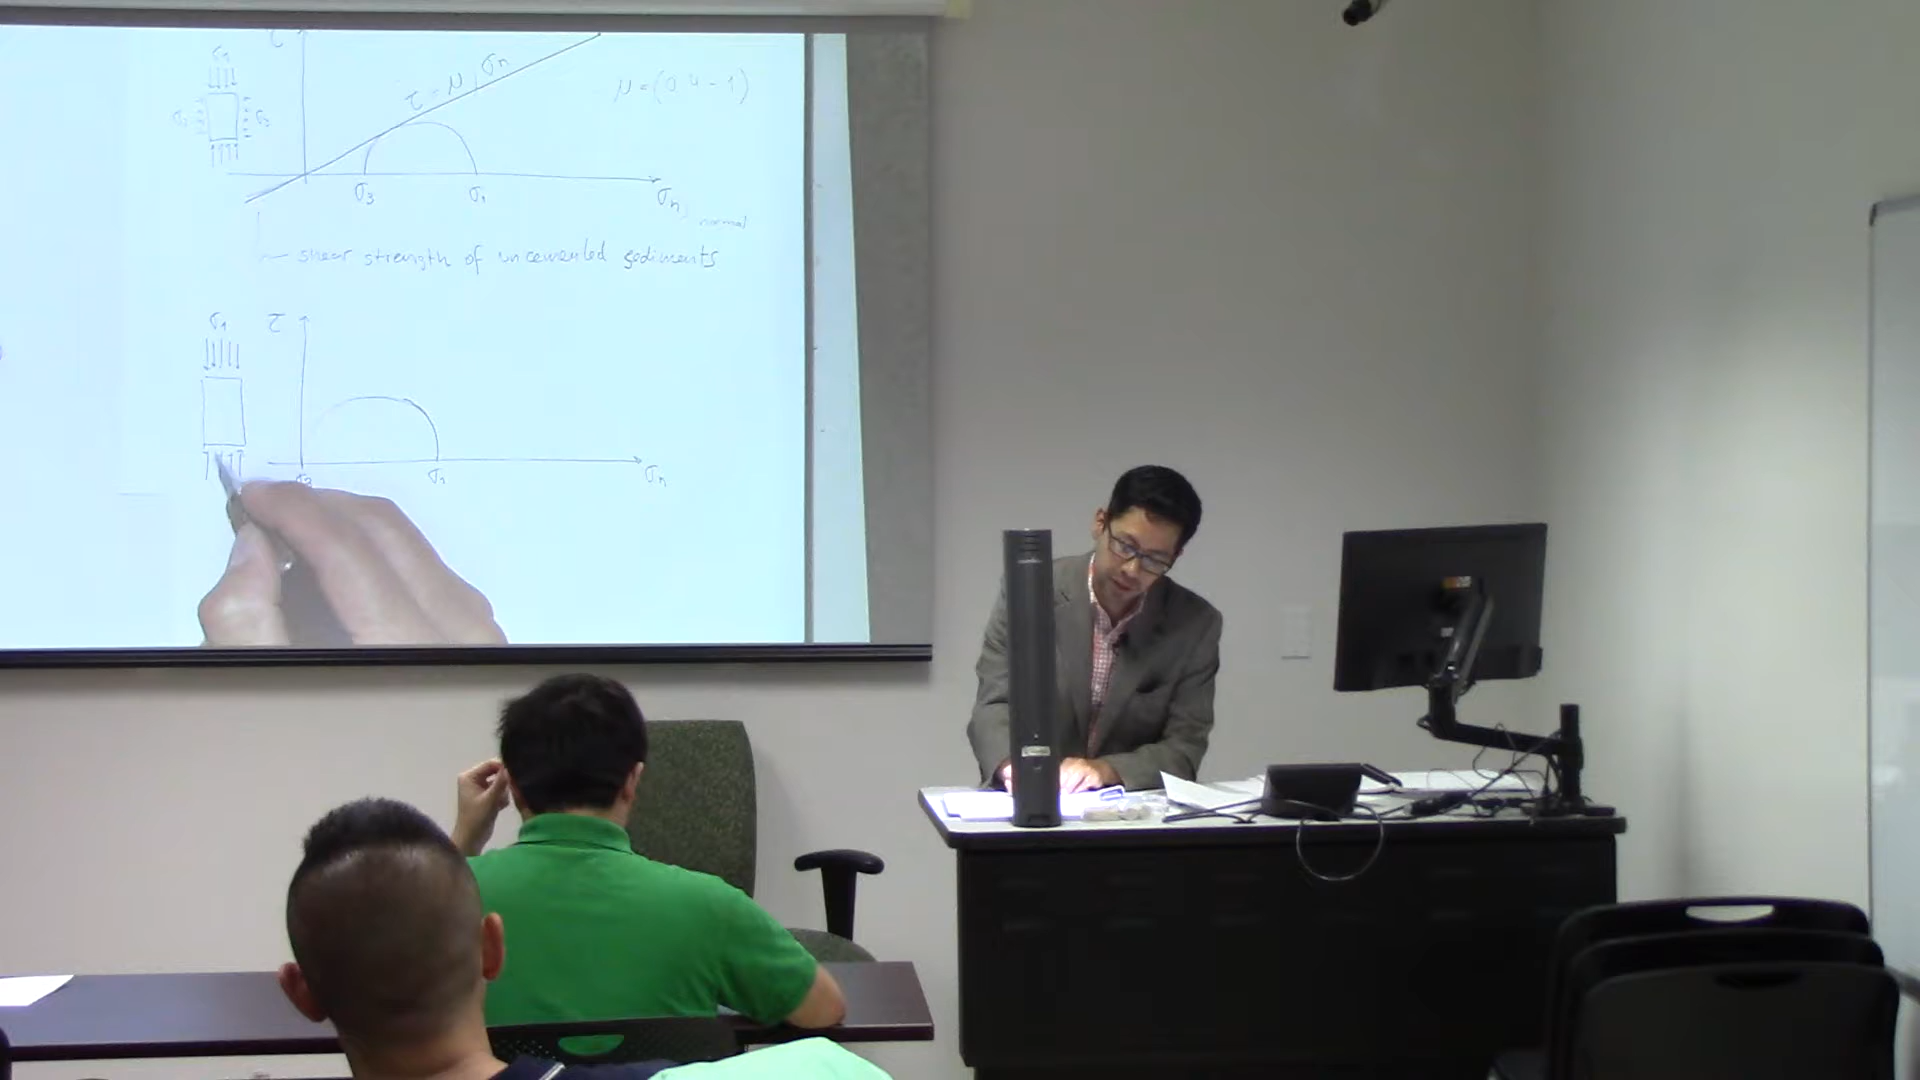 τ
σ1
τ = μ σn
μ = (0.4 - 1)
σ3 σ3
σ3 σ1 σn, normal
shear strength of uncemented sediments
σ1 τ
σ3 σ1 σn